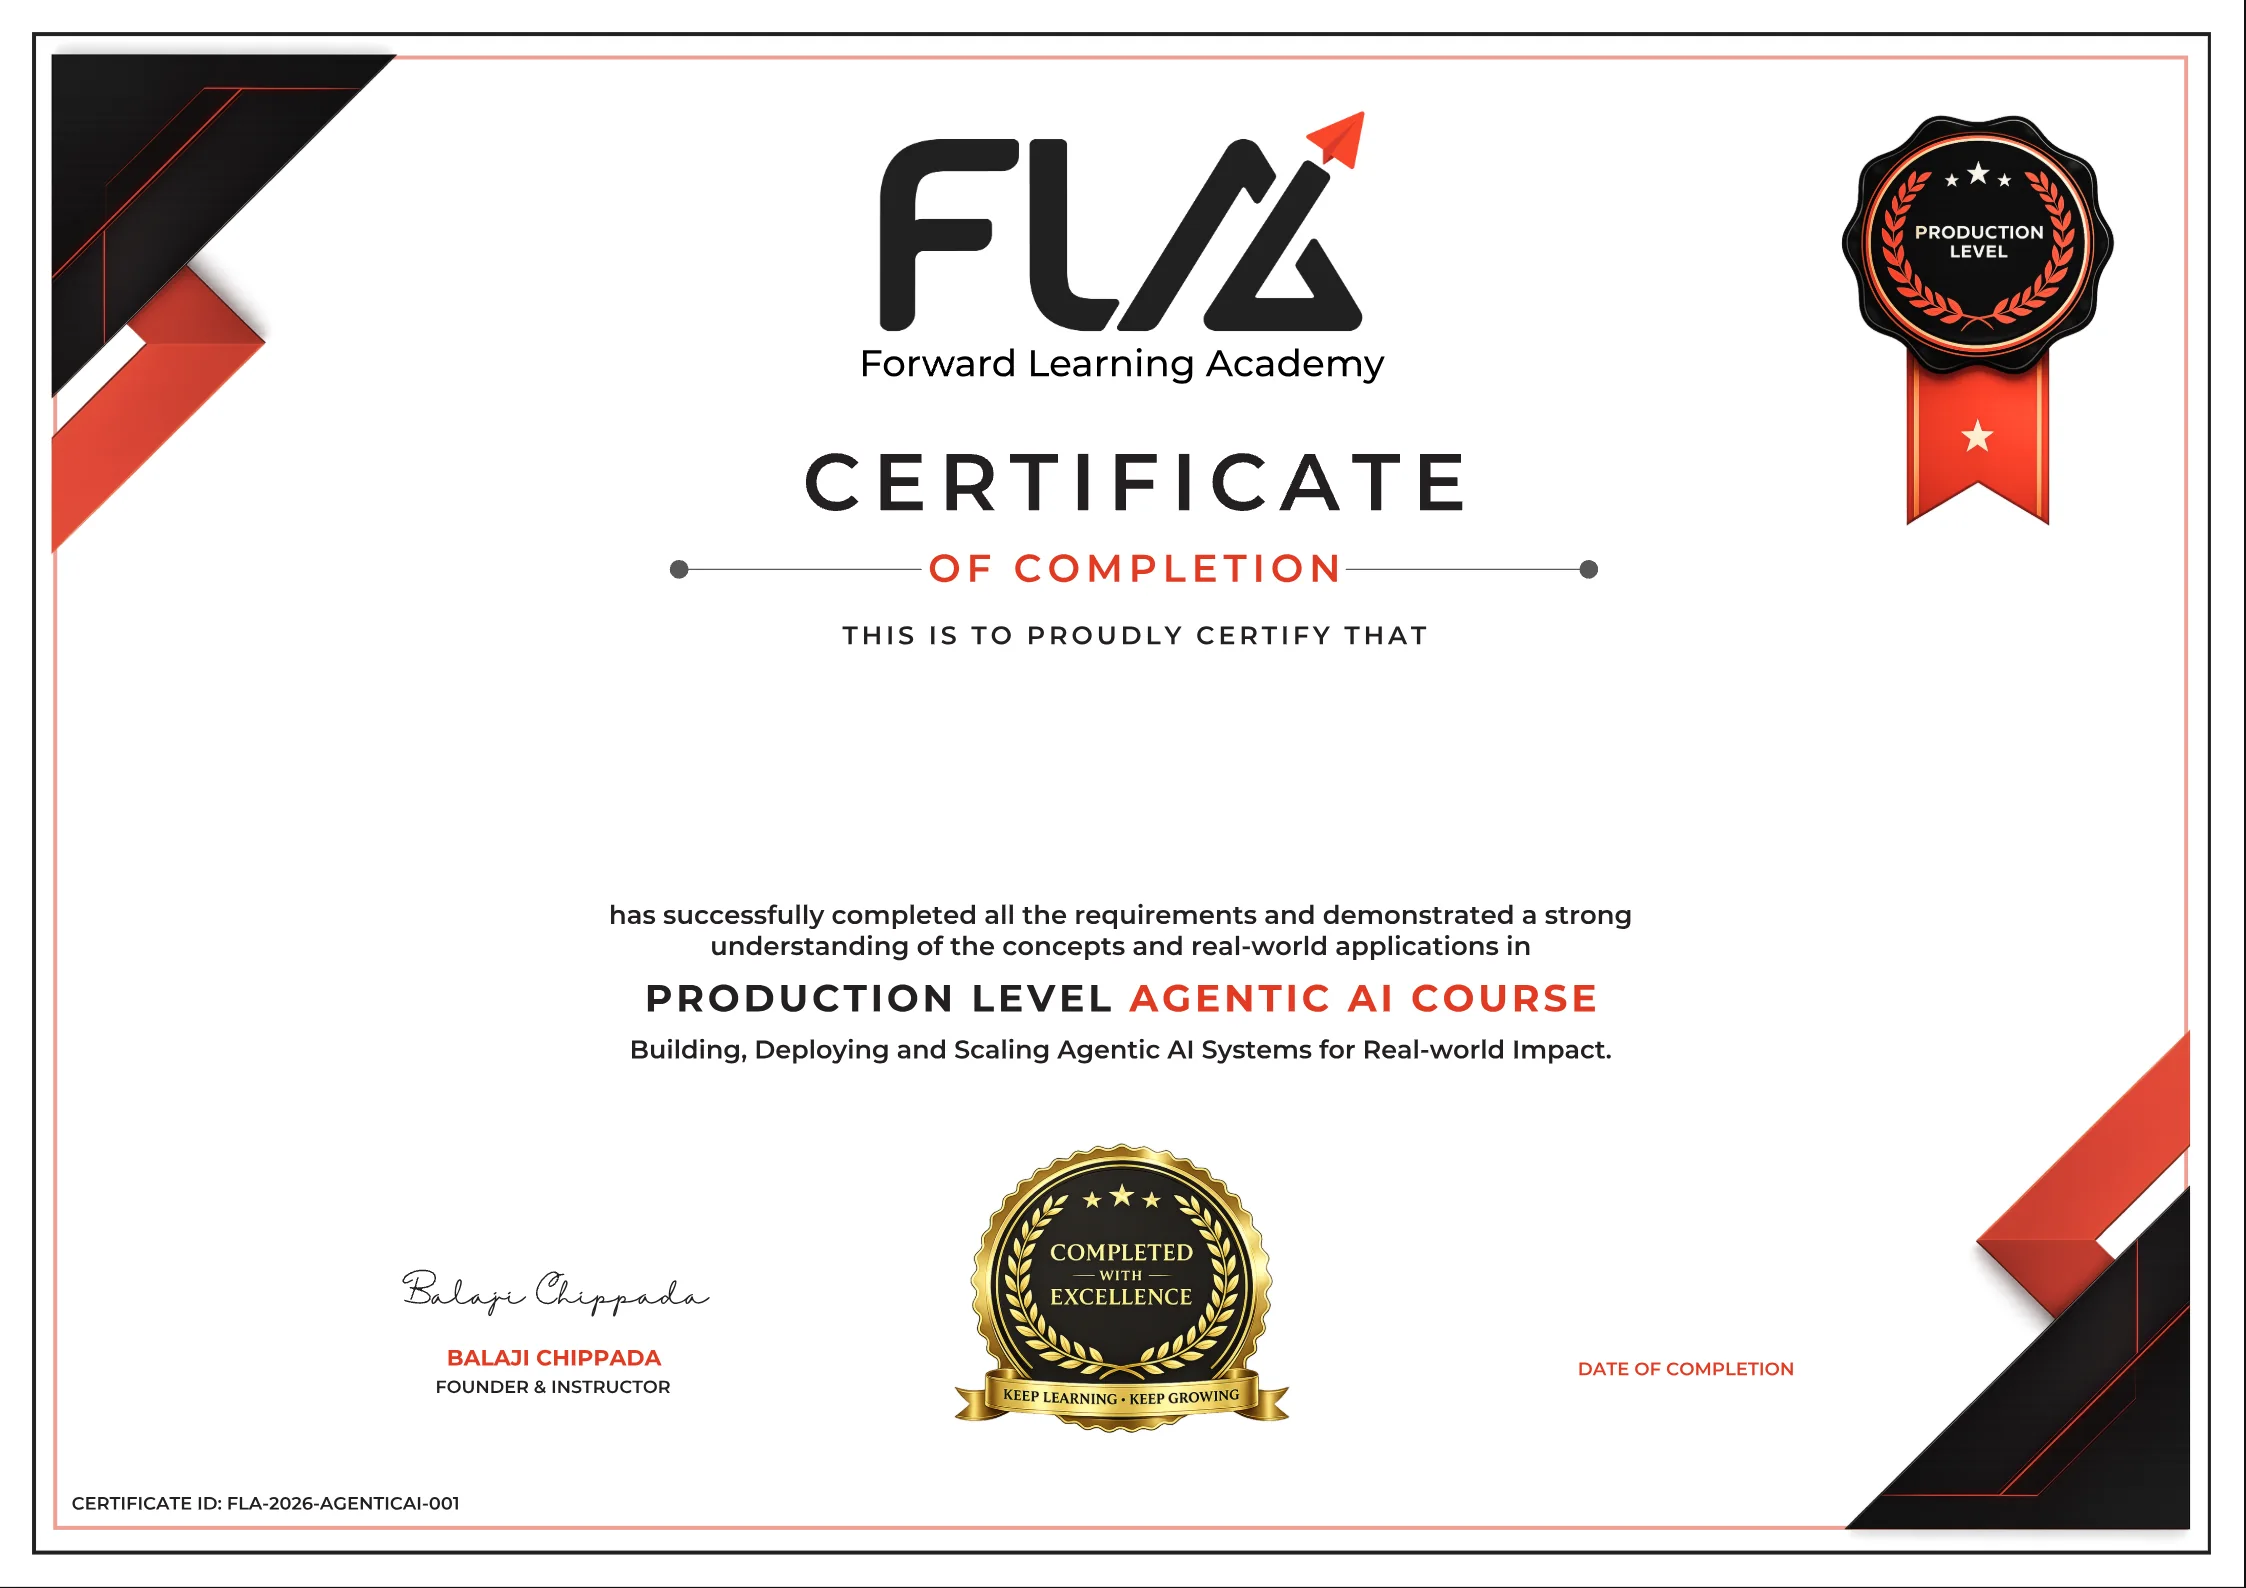 FLA
Forward Learning Academy
PRODUCTION
LEVEL
CERTIFICATE
OF COMPLETION
THIS IS TO PROUDLY CERTIFY THAT
has successfully completed all the requirements and demonstrated a strong
understanding of the concepts and real-world applications in
PRODUCTION LEVEL AGENTIC AI COURSE
Building, Deploying and Scaling Agentic AI Systems for Real-world Impact.
COMPLETED
WITH
EXCELLENCE
KEEP LEARNING • KEEP GROWING
Balaji Chippada
BALAJI CHIPPADA
FOUNDER & INSTRUCTOR
DATE OF COMPLETION
CERTIFICATE ID: FLA-2026-AGENTICAI-001